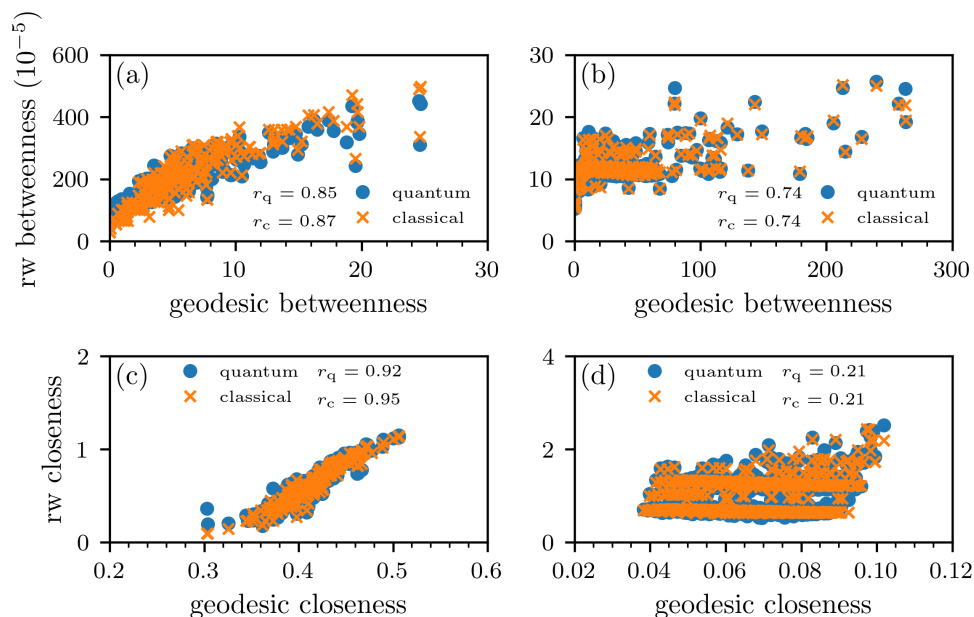 rw betweenness (10⁻⁵)
600
400
200
0
(a)
r_q = 0.85
quantum
r_c = 0.87
classical
0 10 20 30
geodesic betweenness
30
20
10
0
(b)
r_q = 0.74
quantum
r_c = 0.74
classical
0 100 200 300
geodesic betweenness
rw closeness
2
1
0
(c)
quantum r_q = 0.92
classical r_c = 0.95
0.2 0.3 0.4 0.5 0.6
geodesic closeness
4
2
0
(d)
quantum r_q = 0.21
classical r_c = 0.21
0.02 0.04 0.06 0.08 0.10 0.12
geodesic closeness